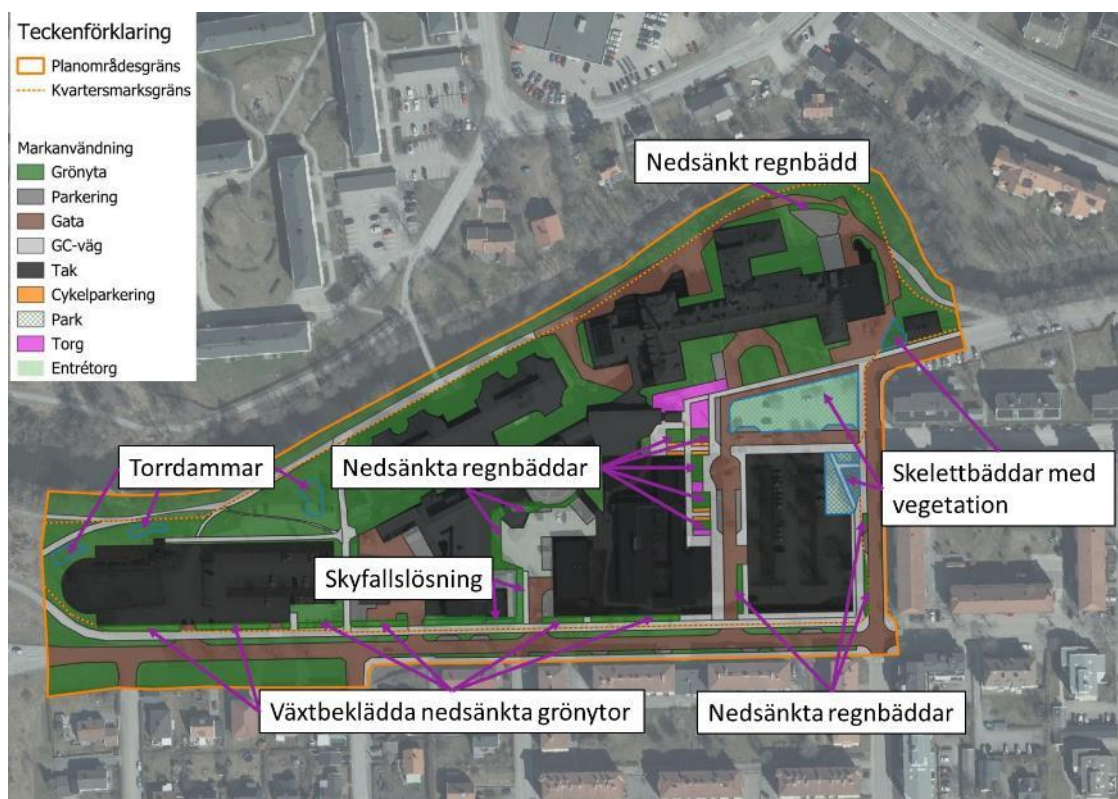 Teckenförklaring
Planområdesgräns
Kvartersmarksgräns
Markanvändning
Grönyta
Parkering
Gata
GC-väg
Tak
Cykelparkering
Park
Torg
Entrétorg
Nedsänkt regnbädd
Torrdammar
Nedsänkta regnbäddar
Skelettbäddar med
vegetation
Skyfallslösning
Växtbeklädda nedsänkta grönytor
Nedsänkta regnbäddar